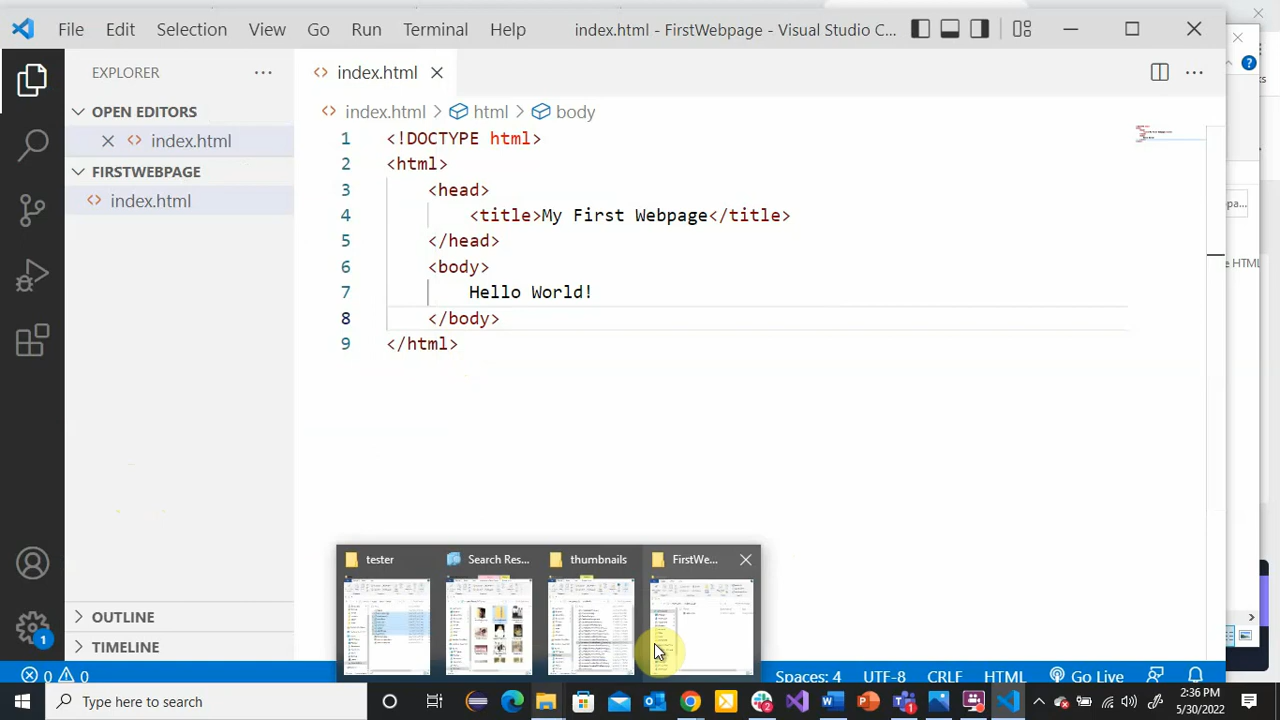 File Edit Selection View Go Run Terminal Help index.html - FirstWebpage - Visual Studio C...
EXPLORER
index.html
OPEN EDITORS
index.html
FIRSTWEBPAGE
index.html
index.html > html > body
1 <!DOCTYPE html>
2 <html>
3 <head>
4 <title>My First Webpage</title>
5 </head>
6 <body>
7 Hello World!
8 </body>
9 </html>
pa...
HTML
OUTLINE
TIMELINE
tester
Search Res...
thumbnails
FirstWe...
1
0 0
Spaces: 4 UTF-8 CRLF HTML Go Live
Type here to search
2:36 PM
5/30/2022